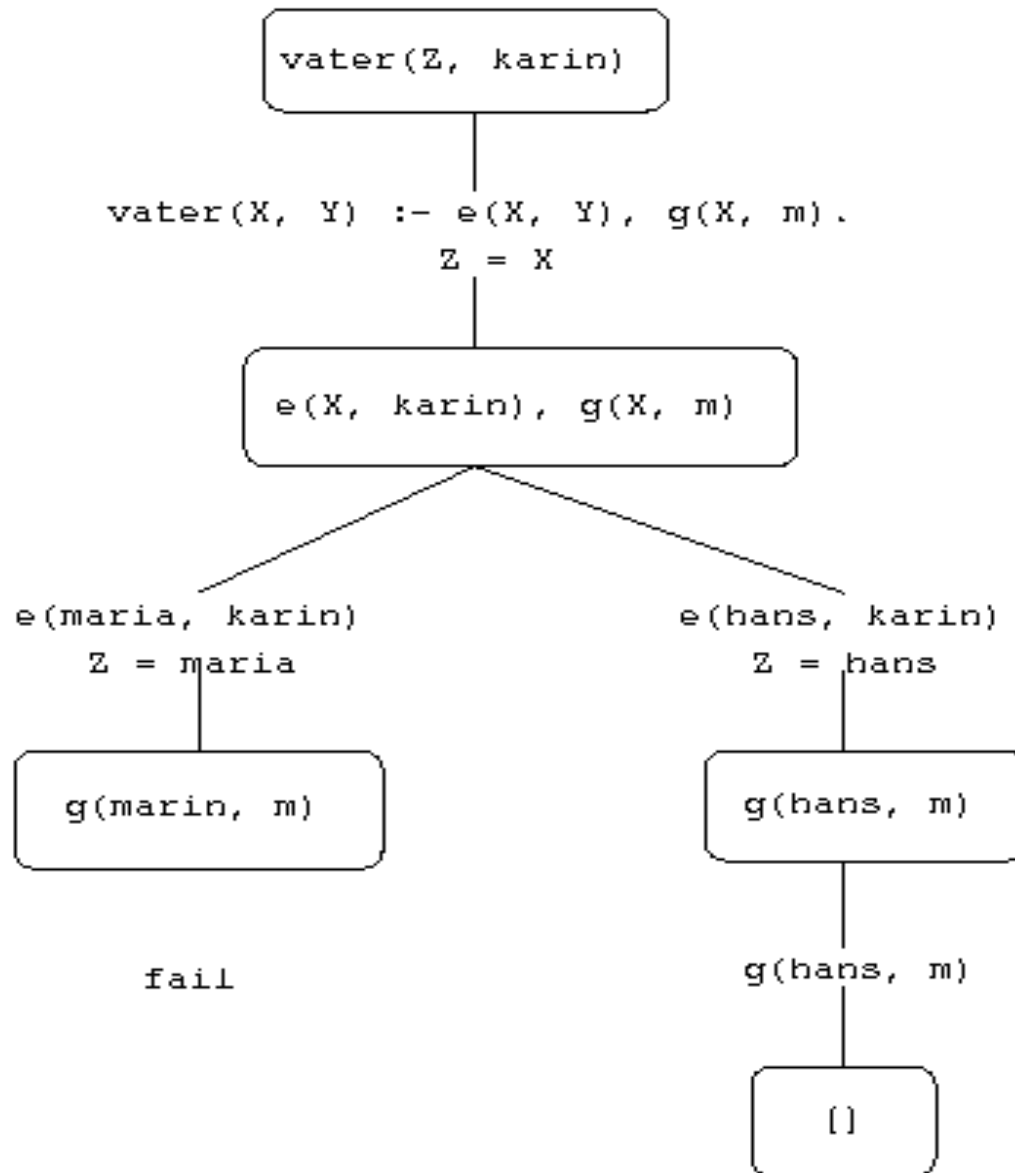 vater(Z, karin)
vater(X, Y) :- e(X, Y), g(X, m).
Z = X
e(X, karin), g(X, m)
e(maria, karin)
Z = maria
g(marin, m)
fail
e(hans, karin)
Z = hans
g(hans, m)
g(hans, m)
[]